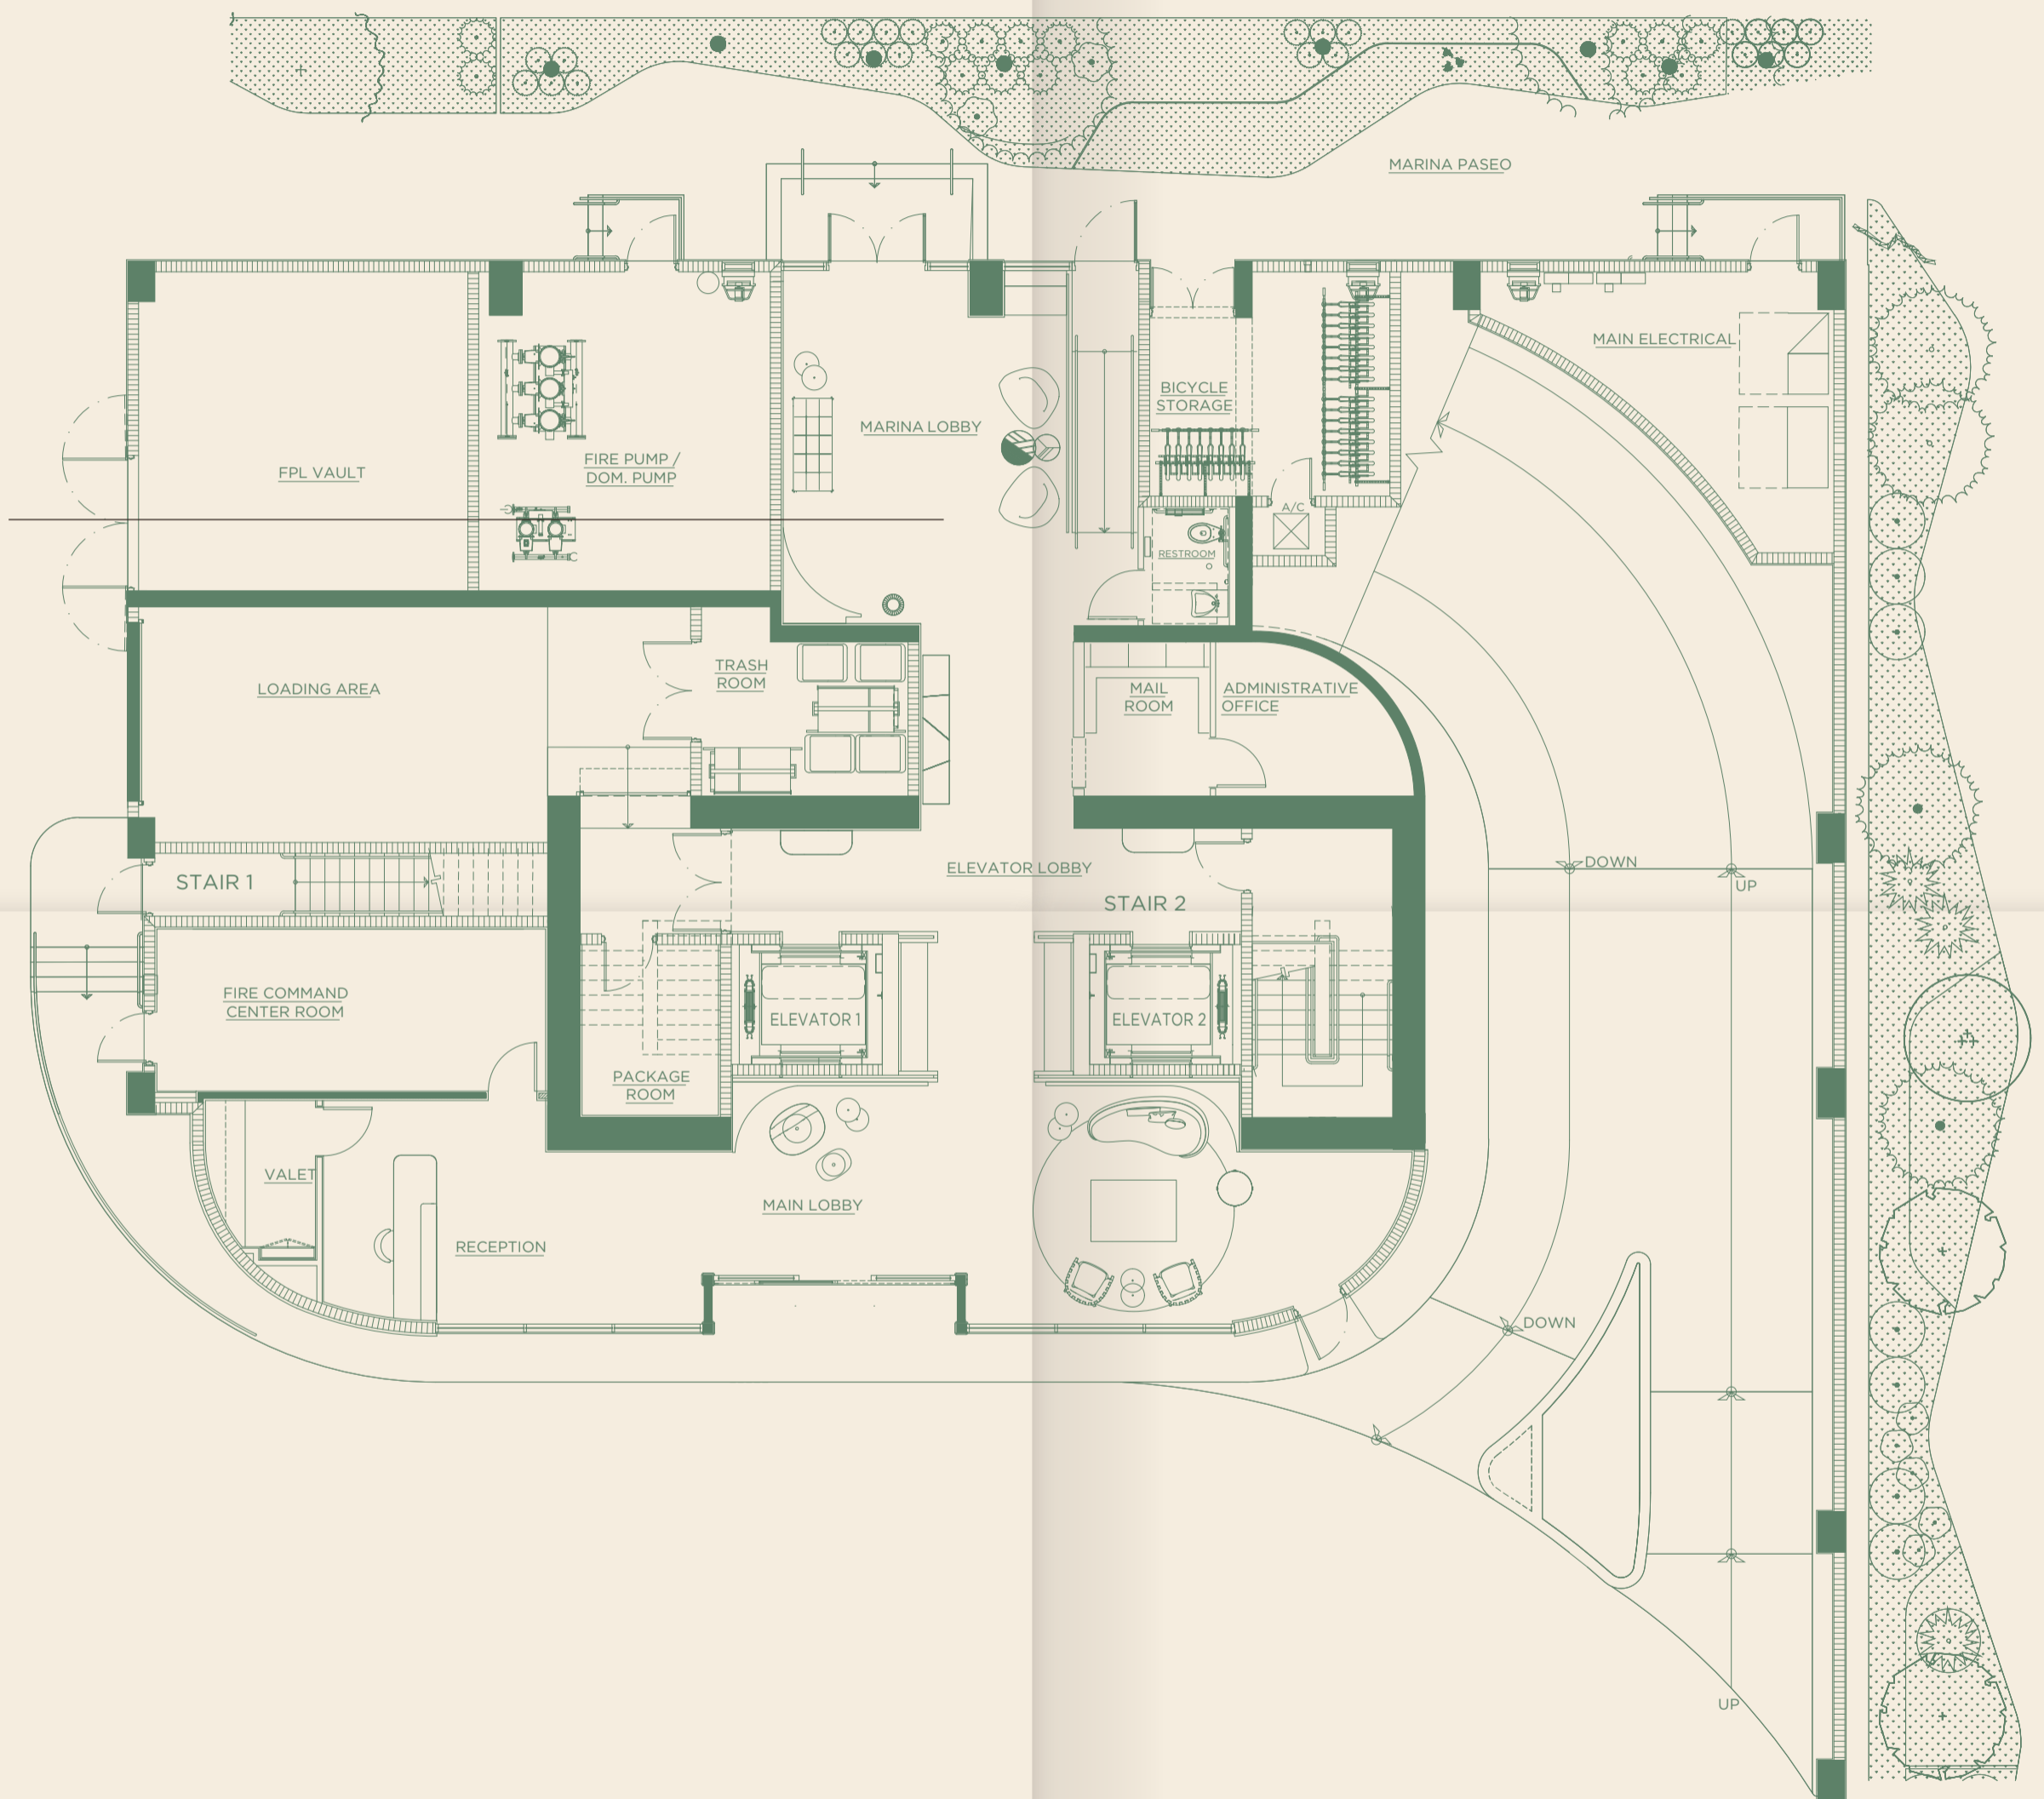 MARINA PASEO
MAIN ELECTRICAL
BICYCLE
STORAGE
MARINA LOBBY
FIRE PUMP /
DOM. PUMP
FPL VAULT
A/C
RESTROOM
TRASH
ROOM
LOADING AREA
MAIL
ROOM
ADMINISTRATIVE
OFFICE
ELEVATOR LOBBY
DOWN
UP
STAIR 1
STAIR 2
FIRE COMMAND
CENTER ROOM
ELEVATOR 1
ELEVATOR 2
PACKAGE
ROOM
VALET
MAIN LOBBY
RECEPTION
DOWN
UP